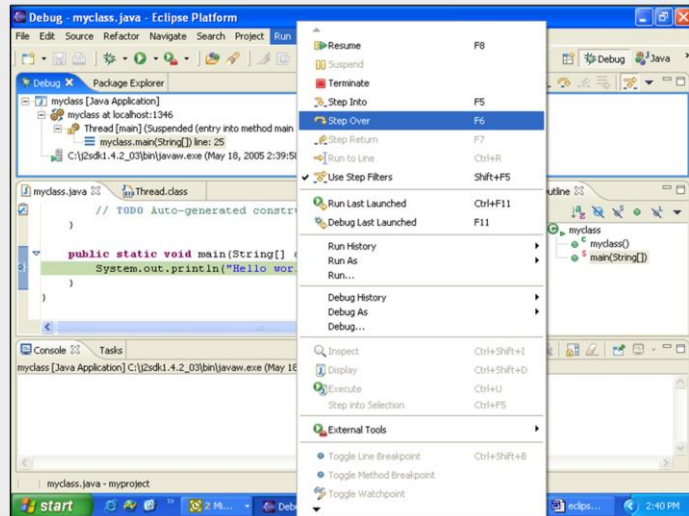 Debug - myclass.java - Eclipse Platform
File Edit Source Refactor Navigate Search Project Run
Debug Java
Debug Package Explorer
myclass [Java Application]
myclass at localhost:1346
Thread [main] (Suspended (entry into method main
myclass.main(String[]) line: 25
C:\j2sdk1.4.2_03\bin\javaw.exe (May 18, 2005 2:39:58
myclass.java Thread.class
// TODO Auto-generated constr
}
public static void main(String[]
System.out.println("Hello wor
}
}
Console Tasks
myclass [Java Application] C:\j2sdk1.4.2_03\bin\javaw.exe (May 18
myclass.java - myproject
Resume F8
Suspend
Terminate
Step Into F5
Step Over F6
Step Return F7
Run to Line Ctrl+R
Use Step Filters Shift+F5
Run Last Launched Ctrl+F11
Debug Last Launched F11
Run History
Run As
Run...
Debug History
Debug As
Debug...
Inspect Ctrl+Shift+I
Display Ctrl+Shift+D
Execute Ctrl+U
Step into Selection Ctrl+F5
External Tools
Toggle Line Breakpoint Ctrl+Shift+B
Toggle Method Breakpoint
Toggle Watchpoint
utline
myclass
myclass()
main(String[])
start 2 Mi... Deb eclips... 2:40 PM